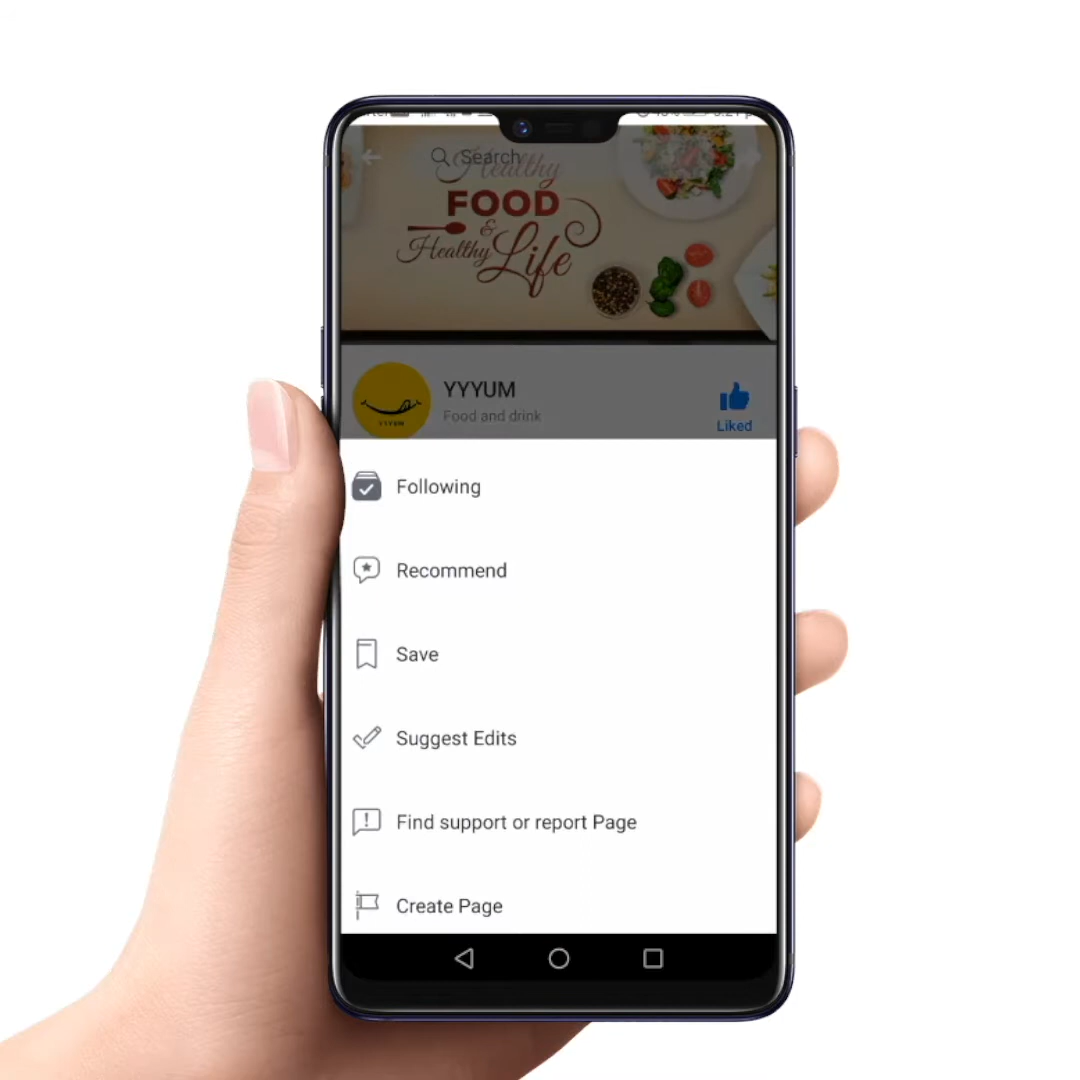 Search
Healthy
FOOD
&
Healthy Life
YYYUM
YYYUM
Food and drink
Liked
Following
Recommend
Save
Suggest Edits
Find support or report Page
Create Page